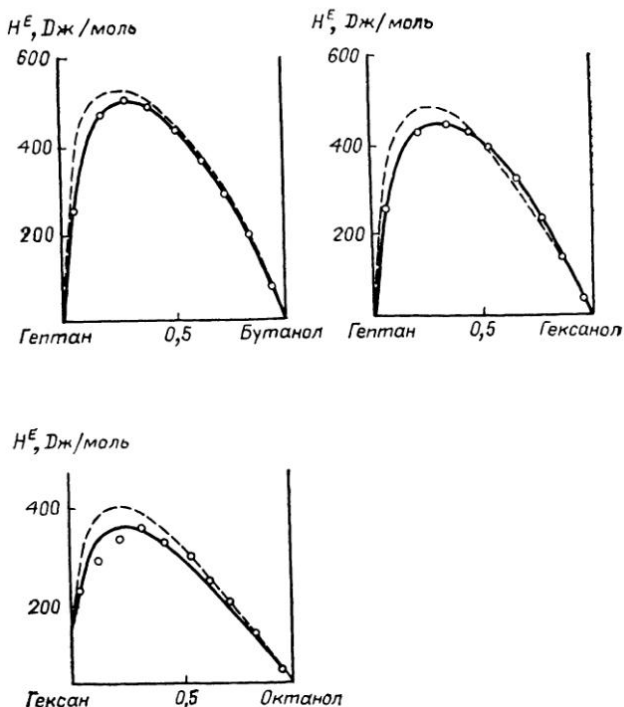 H^E, Дж/моль
600
400
200
Гептан 0,5 Бутанол
H^E, Дж/моль
600
400
200
Гептан 0,5 Гексанол
H^E, Дж/моль
400
200
Гексан 0,5 Октанол